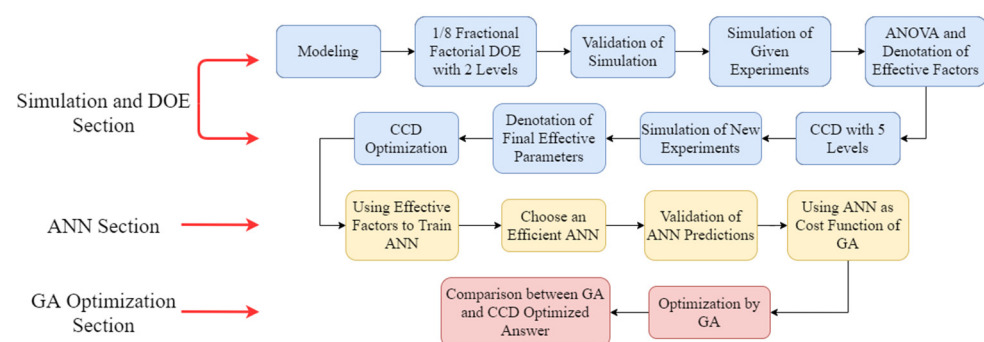 Modeling
1/8 Fractional
Factorial DOE
with 2 Levels
Validation of
Simulation
Simulation of
Given
Experiments
ANOVA and
Denotation of
Effective Factors
Simulation and DOE
Section
CCD
Optimization
Denotation of
Final Effective
Parameters
Simulation of New
Experiments
CCD with 5
Levels
ANN Section
Using Effective
Factors to Train
ANN
Choose an
Efficient ANN
Validation of
ANN Predictions
Using ANN as
Cost Function of
GA
GA Optimization
Section
Comparison between GA
and CCD Optimized
Answer
Optimization by
GA